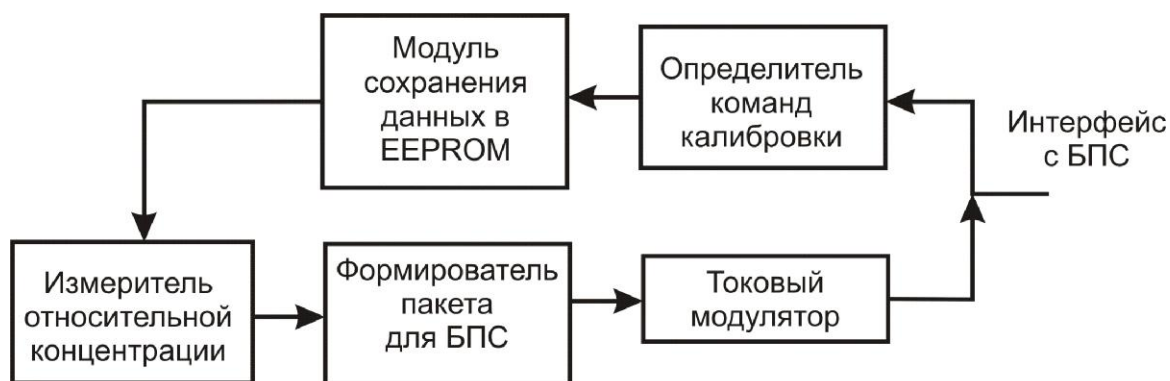 Модуль
сохранения
данных в
EEPROM
Определитель
команд
калибровки
Интерфейс
с БПС
Измеритель
относительной
концентрации
Формирователь
пакета
для БПС
Токовый
модулятор